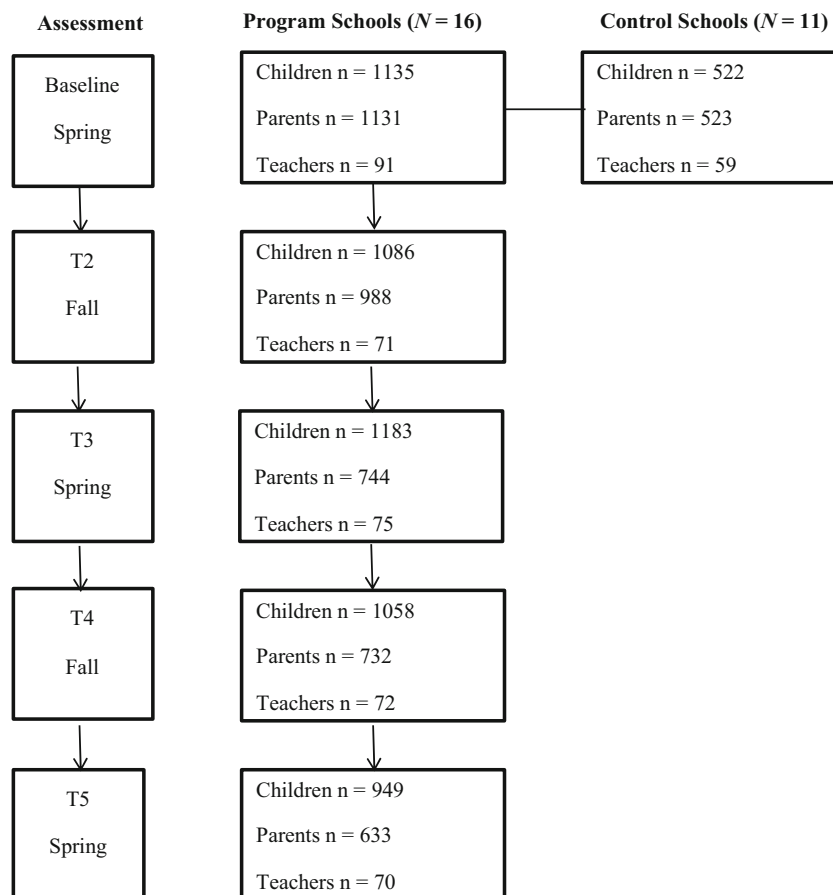 Assessment
Program Schools (N = 16)
Control Schools (N = 11)
Baseline
Spring
Children n = 1135
Parents n = 1131
Teachers n = 91
Children n = 522
Parents n = 523
Teachers n = 59
T2
Fall
Children n = 1086
Parents n = 988
Teachers n = 71
T3
Spring
Children n = 1183
Parents n = 744
Teachers n = 75
T4
Fall
Children n = 1058
Parents n = 732
Teachers n = 72
T5
Spring
Children n = 949
Parents n = 633
Teachers n = 70